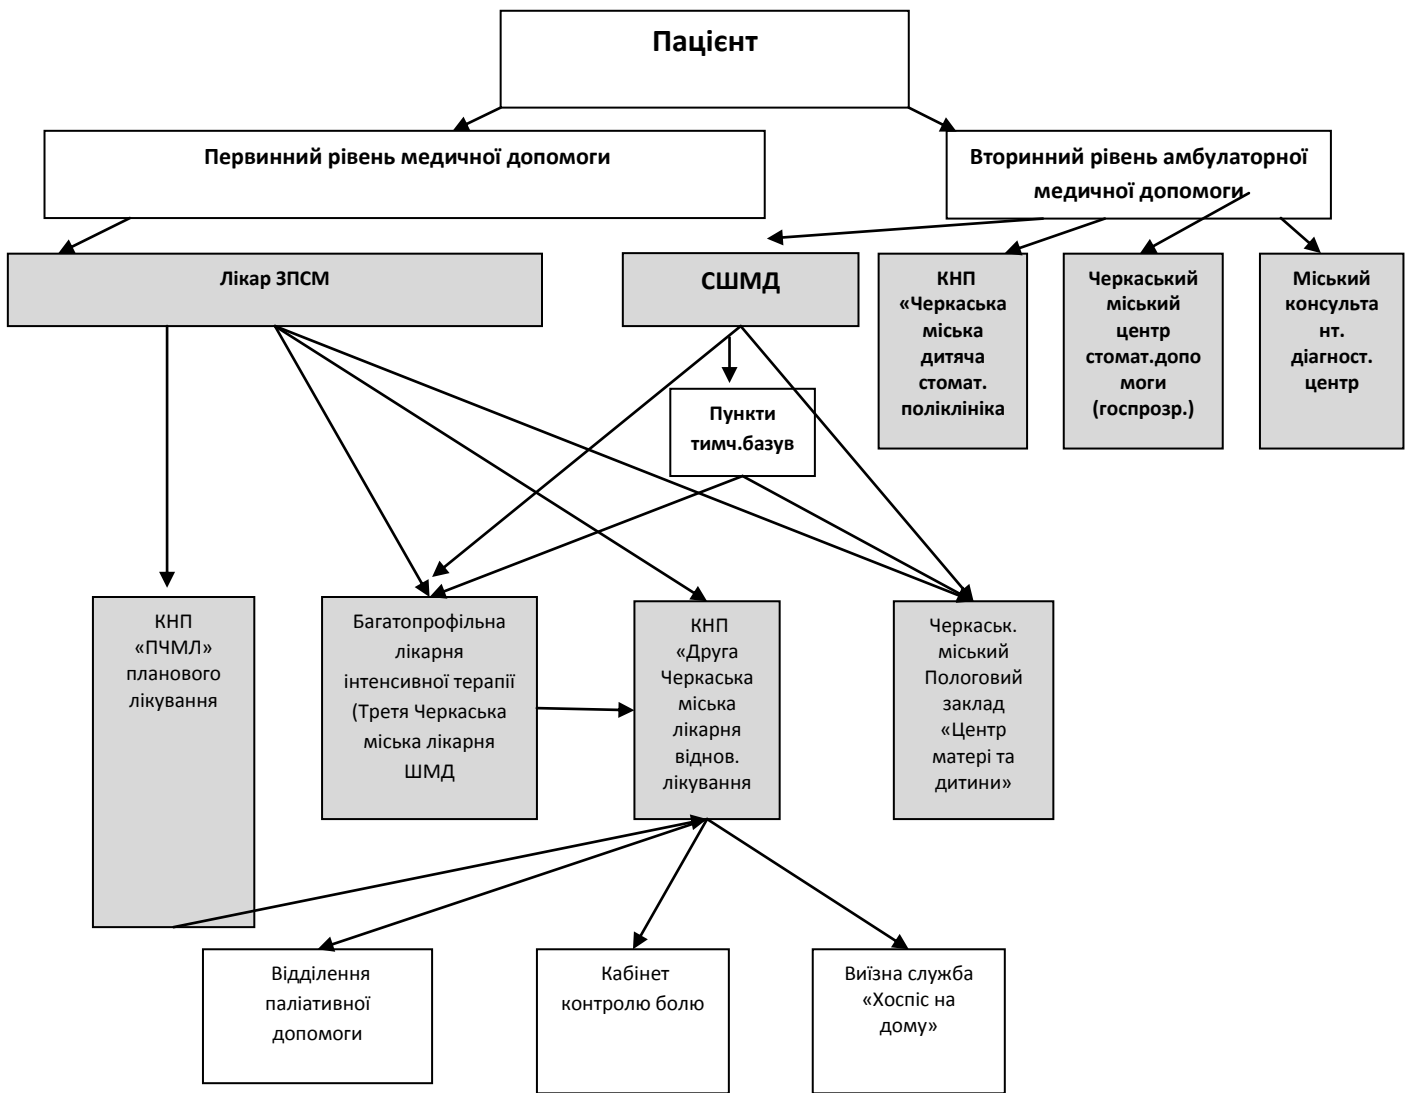 Пацієнт
Первинний рівень медичної допомоги
Вторинний рівень амбулаторної
медичної допомоги
Лікар ЗПСМ
СШМД
КНП
«Черкаська
міська
дитяча
стомат.
поліклініка
Черкаський
міський
центр
стомат.допо
моги
(госпрозр.)
Міський
консульта
нт.
діагност.
центр
Пункти
тимч.базув
КНП
«ПЧМЛ»
планового
лікування
Багатопрофільна
лікарня
інтенсивної терапії
(Третя Черкаська
міська лікарня
ШМД
КНП
«Друга
Черкаська
міська
лікарня
віднов.
лікування
Черкаськ.
міський
Пологовий
заклад
«Центр
матері та
дитини»
Відділення
паліативної
допомоги
Кабінет
контролю болю
Виїзна служба
«Хоспіс на
дому»